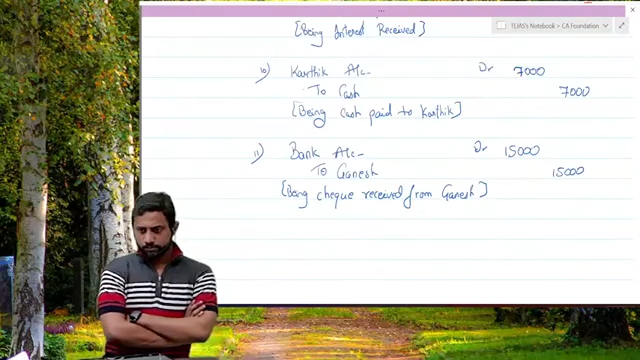 [Being Interest Received]
TEJAS's Notebook > CA Foundation
10) Karthik A/c Dr 7000
To Cash 7000
[Being Cash paid to Karthik]
11) Bank A/c Dr 15000
To Ganesh 15000
[Being cheque received from Ganesh]